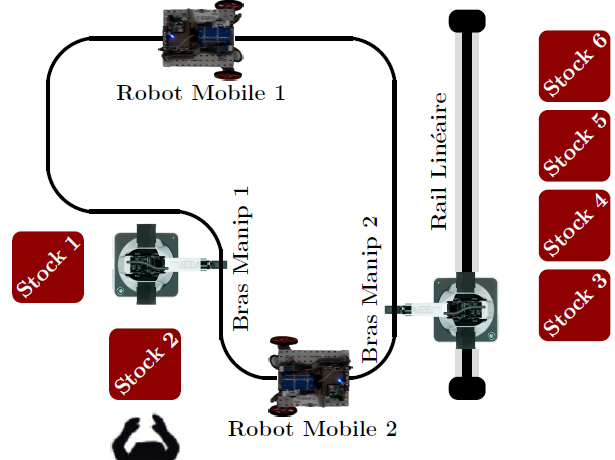 Robot Mobile 1
Stock 6
Stock 5
Rail Linéaire
Stock 4
Bras Manip 1
Bras Manip 2
Stock 1
Stock 3
Stock 2
Robot Mobile 2